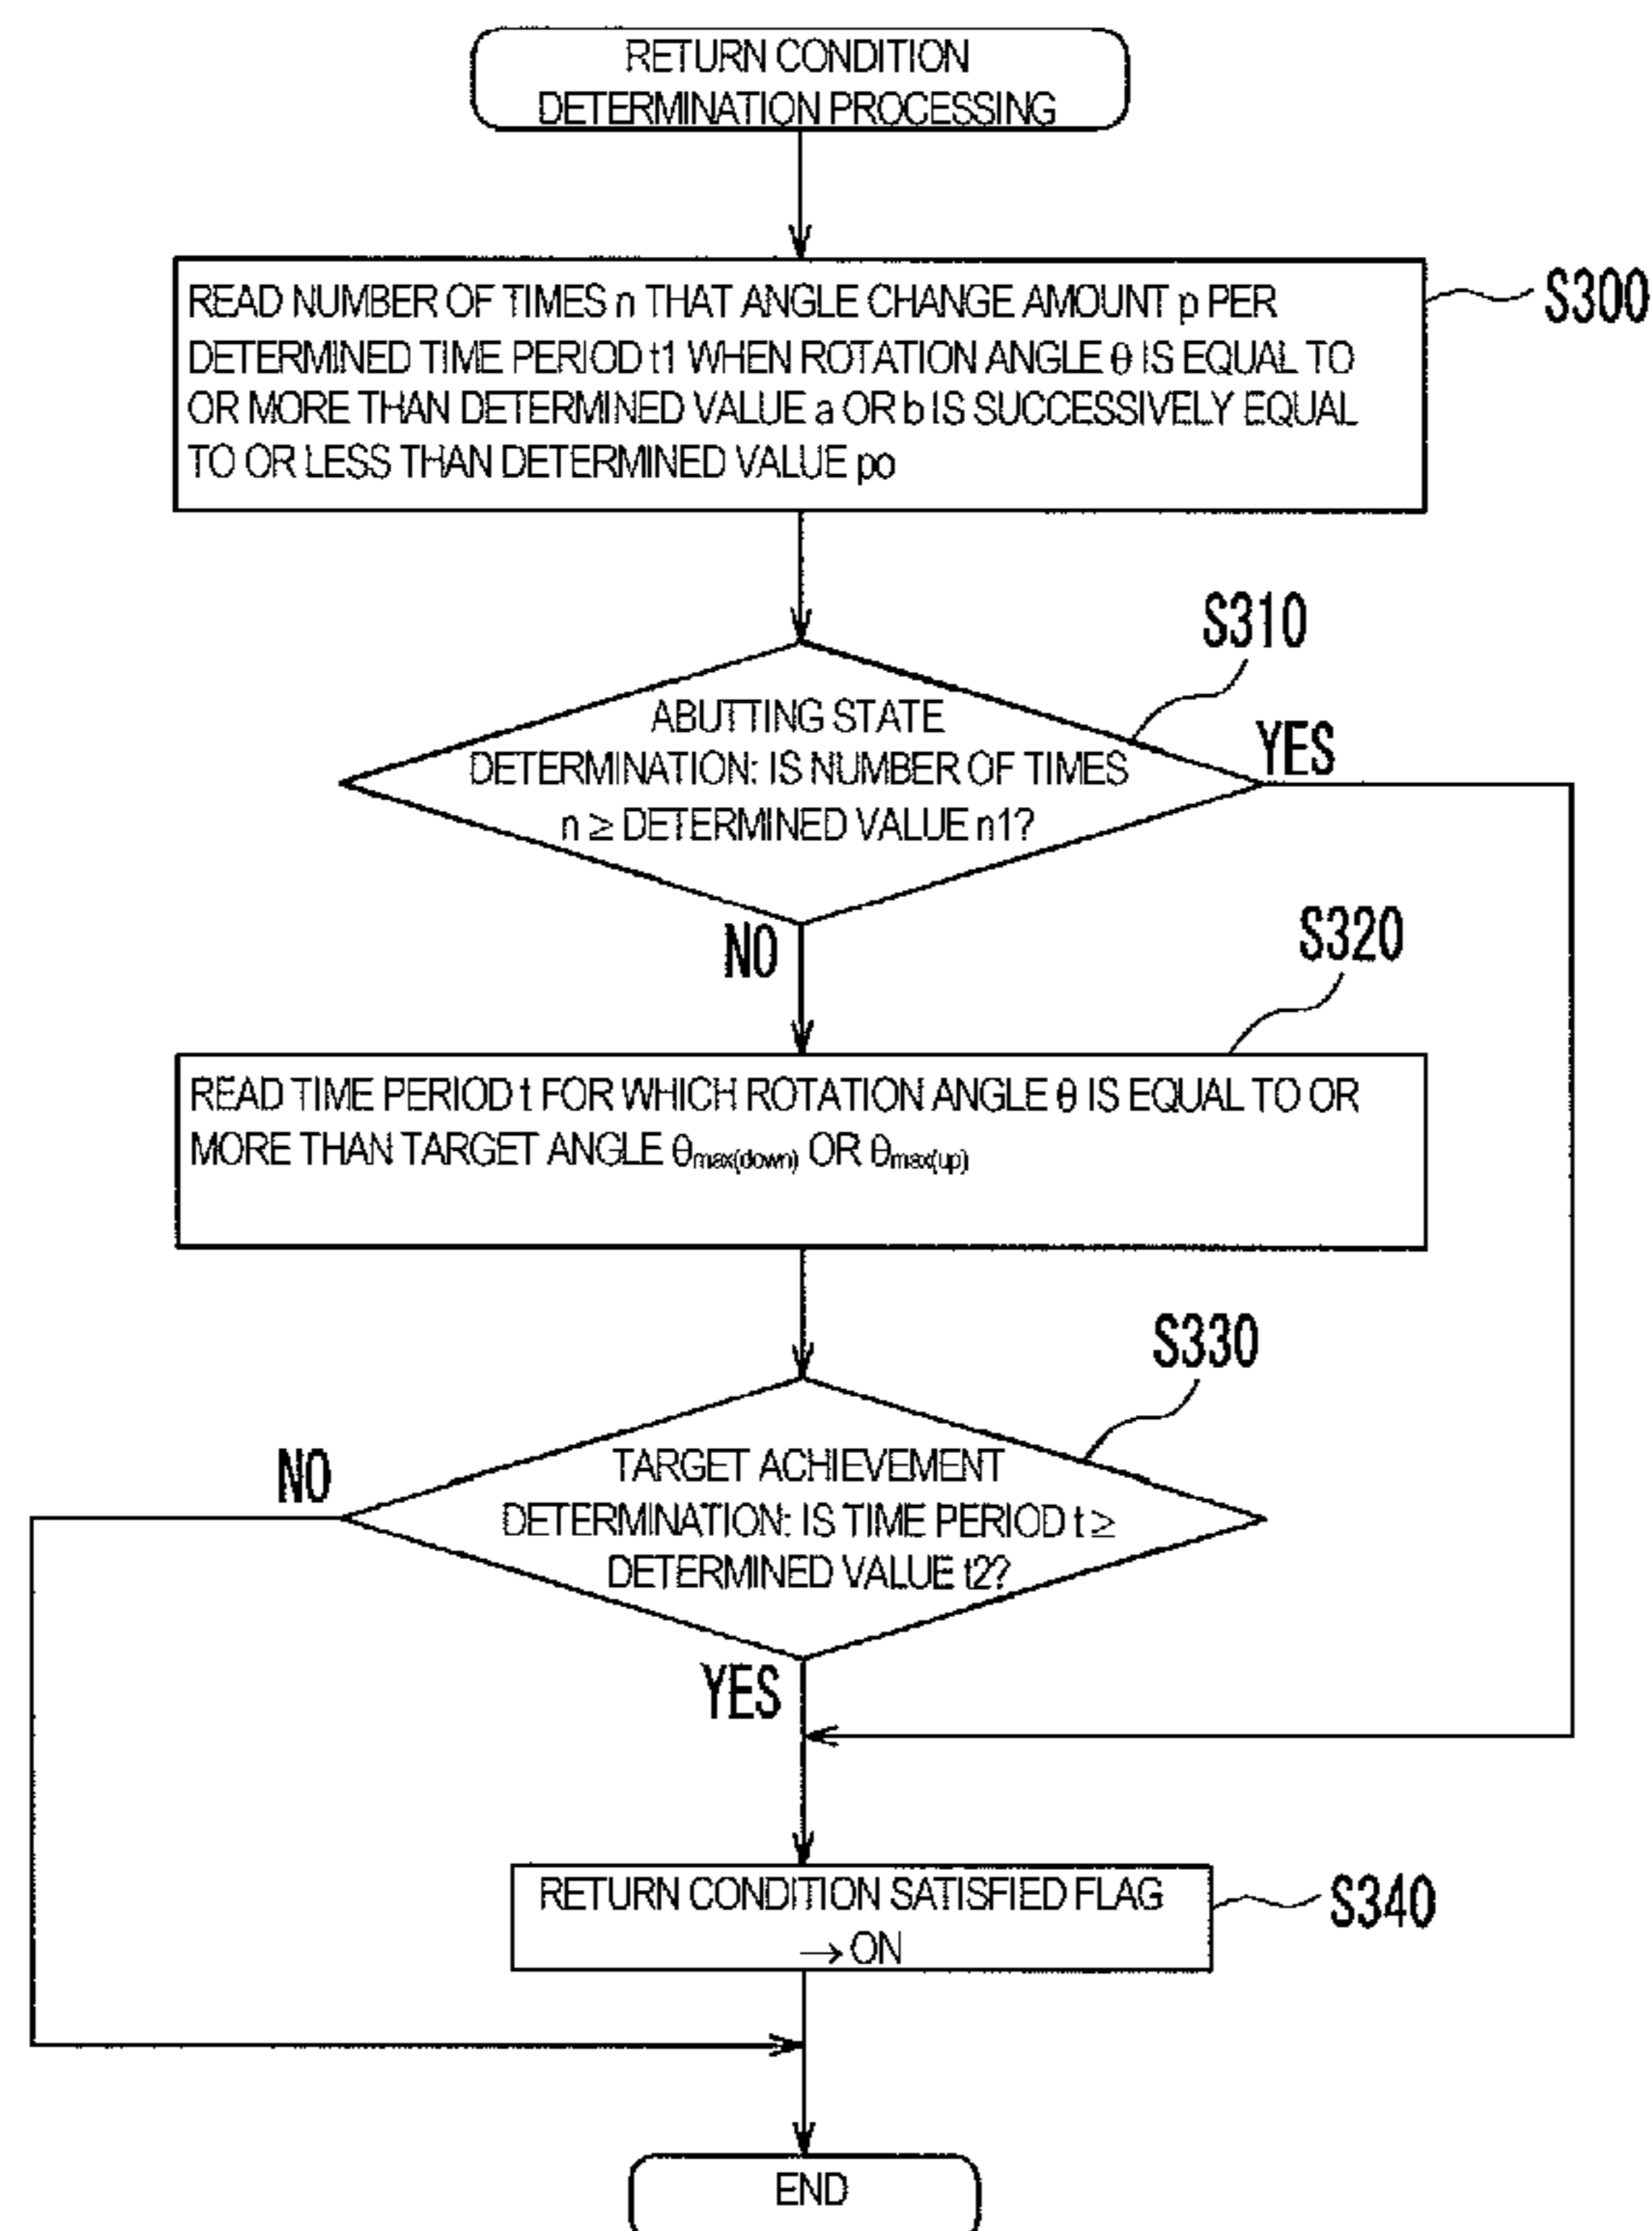 RETURN CONDITION
DETERMINATION PROCESSING
READ NUMBER OF TIMES n THAT ANGLE CHANGE AMOUNT p PER
DETERMINED TIME PERIOD t1 WHEN ROTATION ANGLE θ IS EQUAL TO
OR MORE THAN DETERMINED VALUE a OR b IS SUCCESSIVELY EQUAL
TO OR LESS THAN DETERMINED VALUE po
S300
S310
ABUTTING STATE
DETERMINATION: IS NUMBER OF TIMES
n ≥ DETERMINED VALUE n1?
YES
NO
S320
READ TIME PERIOD t FOR WHICH ROTATION ANGLE θ IS EQUAL TO OR
MORE THAN TARGET ANGLE θmax(down) OR θmax(up)
S330
TARGET ACHIEVEMENT
DETERMINATION: IS TIME PERIOD t ≥
DETERMINED VALUE t2?
NO
YES
RETURN CONDITION SATISFIED FLAG
→ ON
S340
END